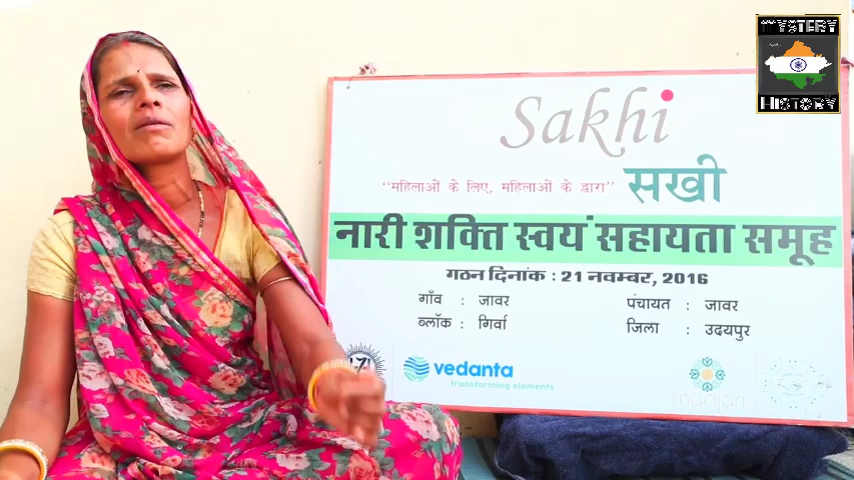 MYSTERY
HISTORY
Sakhi
"महिलाओं के लिए, महिलाओं के द्वारा" सखी
नारी शक्ति स्वयं सहायता समूह
गठन दिनांक : 21 नवम्बर, 2016
गाँव : जावर पंचायत : जावर
ब्लॉक : गिर्वा जिला : उदयपुर
vedanta
transforming elements
manjari